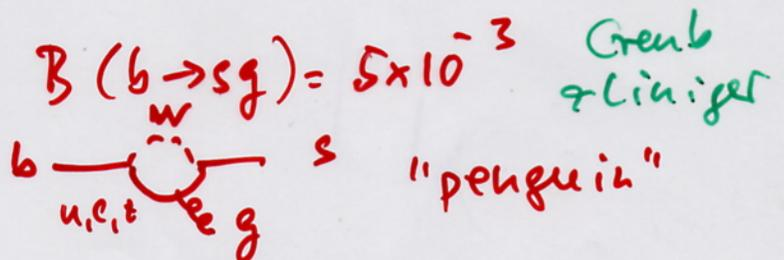 B (b→sg) = 5×10⁻³
Greub
& Liniger
W
b
s
"penguin"
u,c,t
g